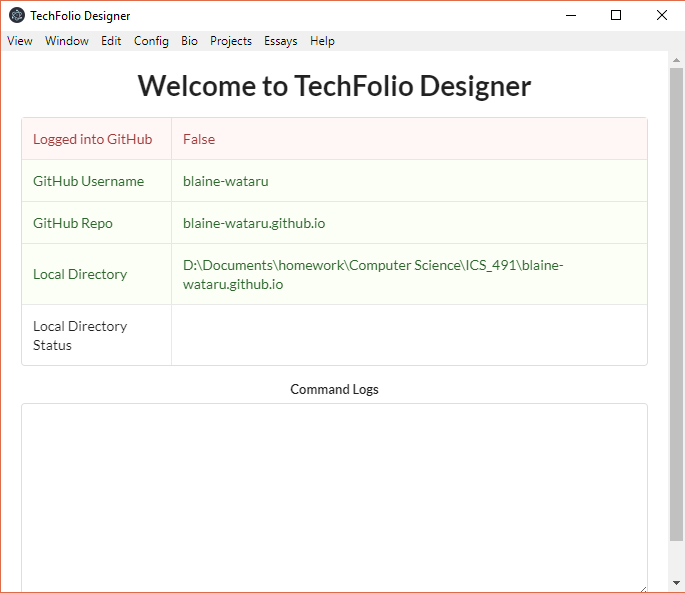 TechFolio Designer
View Window Edit Config Bio Projects Essays Help
Welcome to TechFolio Designer
Logged into GitHub False
GitHub Username blaine-wataru
GitHub Repo blaine-wataru.github.io
Local Directory D:\Documents\homework\Computer Science\ICS_491\blaine-
wataru.github.io
Local Directory
Status
Command Logs